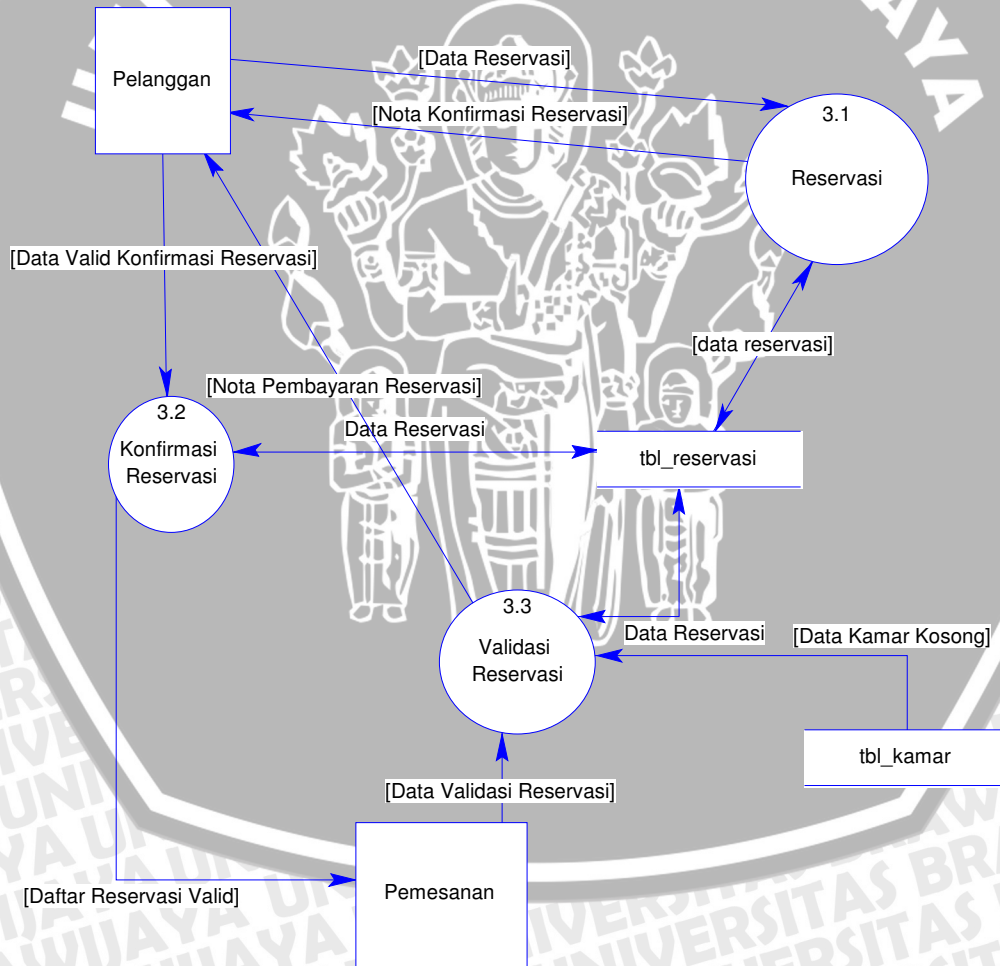 [Data Reservasi]
Pelanggan
[Nota Konfirmasi Reservasi]
3.1
Reservasi
[Data Valid Konfirmasi Reservasi]
[data reservasi]
[Nota Pembayaran Reservasi]
3.2
Konfirmasi
Reservasi
Data Reservasi
tbl_reservasi
3.3
Validasi
Reservasi
Data Reservasi
[Data Kamar Kosong]
tbl_kamar
[Data Validasi Reservasi]
[Daftar Reservasi Valid]
Pemesanan